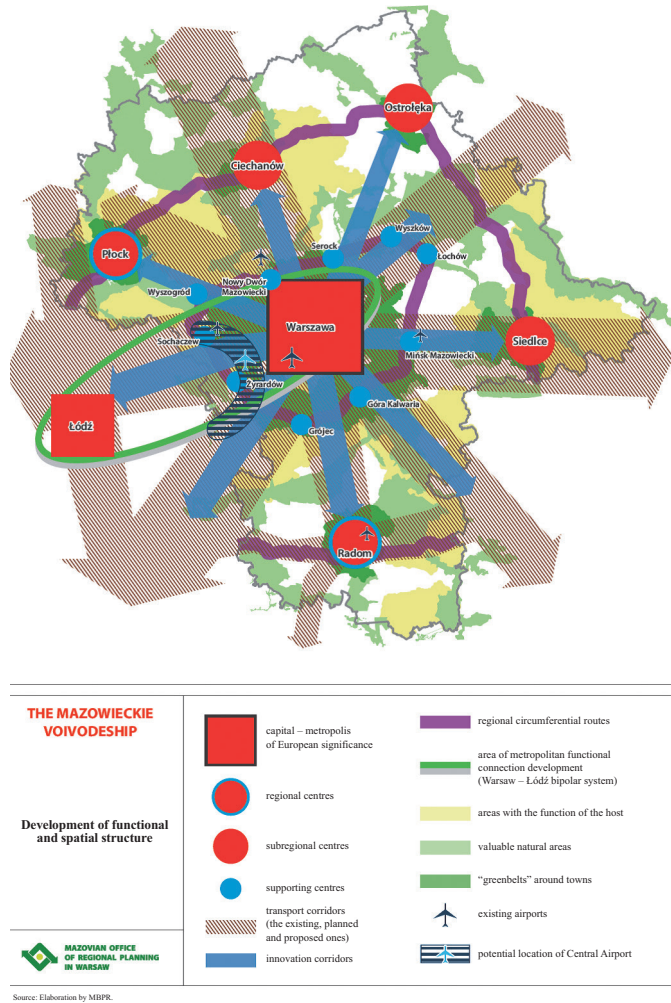 Ostrołęka
Ciechanów
Wyszków
Serock
Łochów
Płock
Nowy Dwór
Mazowiecki
Wyszogród
Warszawa
Sochaczew
Siedlce
Mińsk Mazowiecki
Żyrardów
Góra Kalwaria
Łódź
Grójec
Radom
THE MAZOWIECKIE
VOIVODESHIP
Development of functional
and spatial structure
MAZOVIAN OFFICE
OF REGIONAL PLANNING
IN WARSAW
capital – metropolis
of European significance
regional centres
subregional centres
supporting centres
transport corridors
(the existing, planned
and proposed ones)
innovation corridors
regional circumferential routes
area of metropolitan functional
connection development
(Warsaw – Łódź bipolar system)
areas with the function of the host
valuable natural areas
“greenbelts” around towns
existing airports
potential location of Central Airport
Source: Elaboration by MBPR.